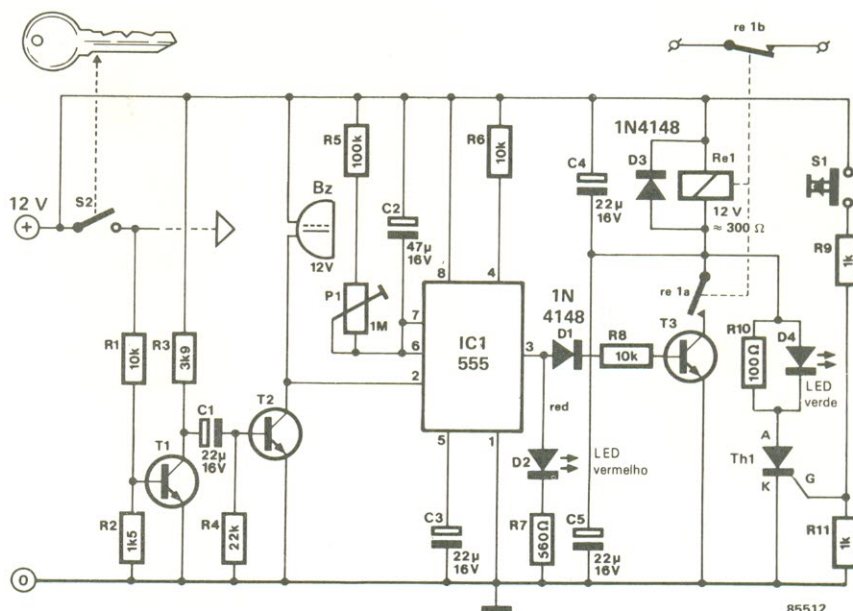 re 1b
12 V
+
S2
R1
10k
R3
3k9
R2
1k5
T1
C1
22µ
16V
R4
22k
T2
Bz
12V
R5
100k
P1
1M
C2
47µ
16V
R6
10k
8
4
7
6
2
3
5
1
IC1
555
C3
22µ
16V
1N
4148
D1
red
D2
LED
vermelho
R7
560Ω
C4
22µ
16V
C5
22µ
16V
R8
10k
1N4148
D3
Re1
12 V
≈ 300 Ω
re 1a
T3
R10
100Ω
D4
LED
verde
A
Th1
K
G
S1
R9
1k
R11
1k
0
85512